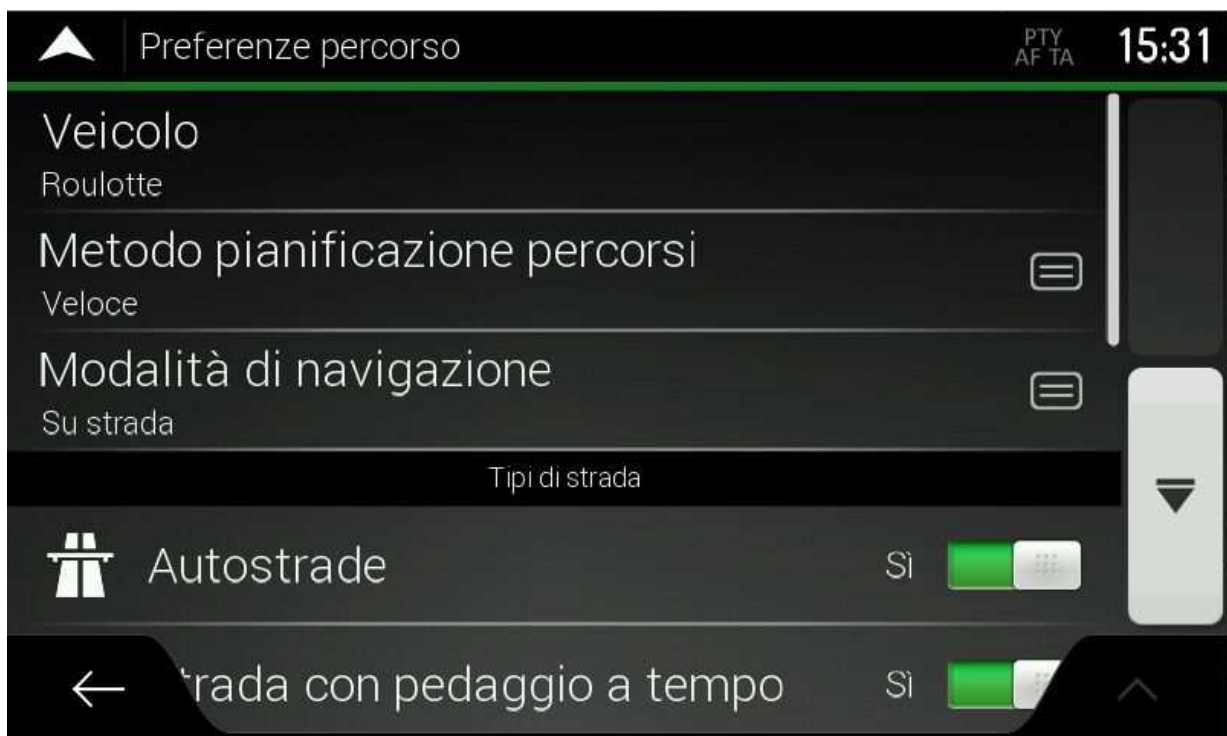 Preferenze percorso
PTY
AF TA
15:31
Veicolo
Roulotte
Metodo pianificazione percorsi
Veloce
Modalità di navigazione
Su strada
Tipi di strada
Autostrade
Sì
trada con pedaggio a tempo
Sì